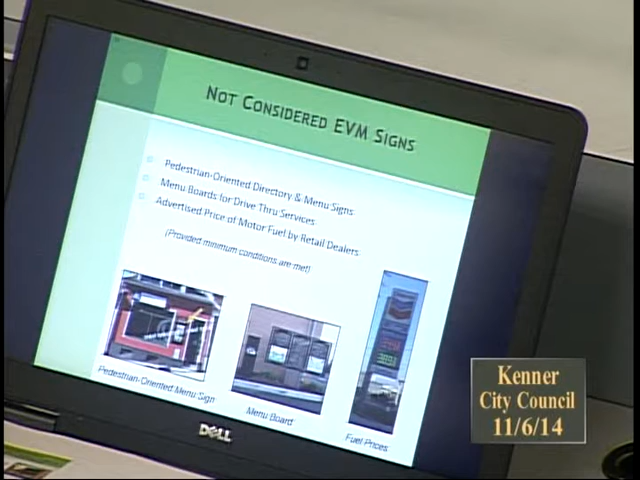 NOT CONSIDERED EVM SIGNS
Pedestrian-Oriented Directory & Menu Signs
Menu Boards for Drive Thru Services
Advertised Price of Motor Fuel by Retail Dealers
(Provided minimum conditions are met)
Pedestrian-Oriented Menu Sign
Menu Board
Fuel Prices
DELL
Kenner
City Council
11/6/14